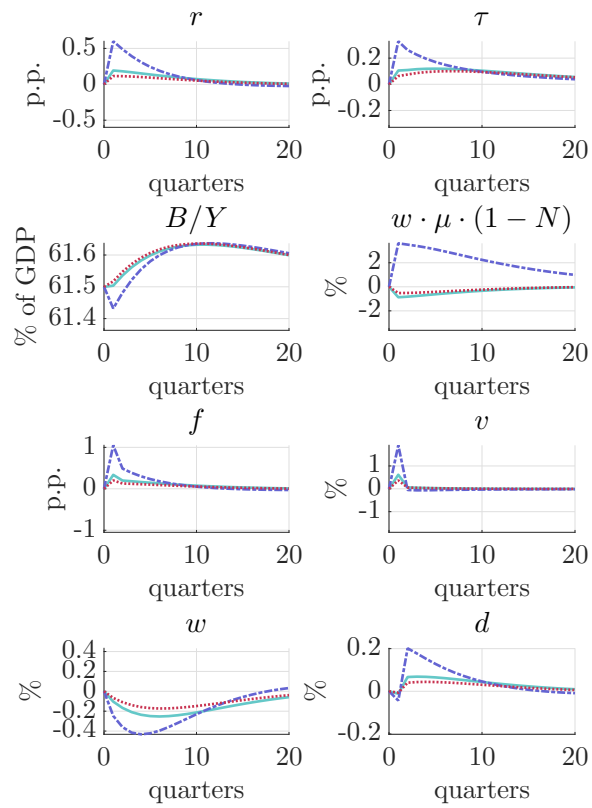 r
0.5
0
-0.5
p.p.
0 10 20
quarters
τ
0.2
0
-0.2
p.p.
0 10 20
quarters
B/Y
61.6
61.5
61.4
% of GDP
0 10 20
quarters
w · μ · (1 − N)
2
0
-2
%
0 10 20
quarters
f
1
0
-1
p.p.
0 10 20
quarters
v
1
0
-1
%
0 10 20
quarters
w
0.4
0.2
0
-0.2
-0.4
%
0 10 20
quarters
d
0.2
0
-0.2
%
0 10 20
quarters